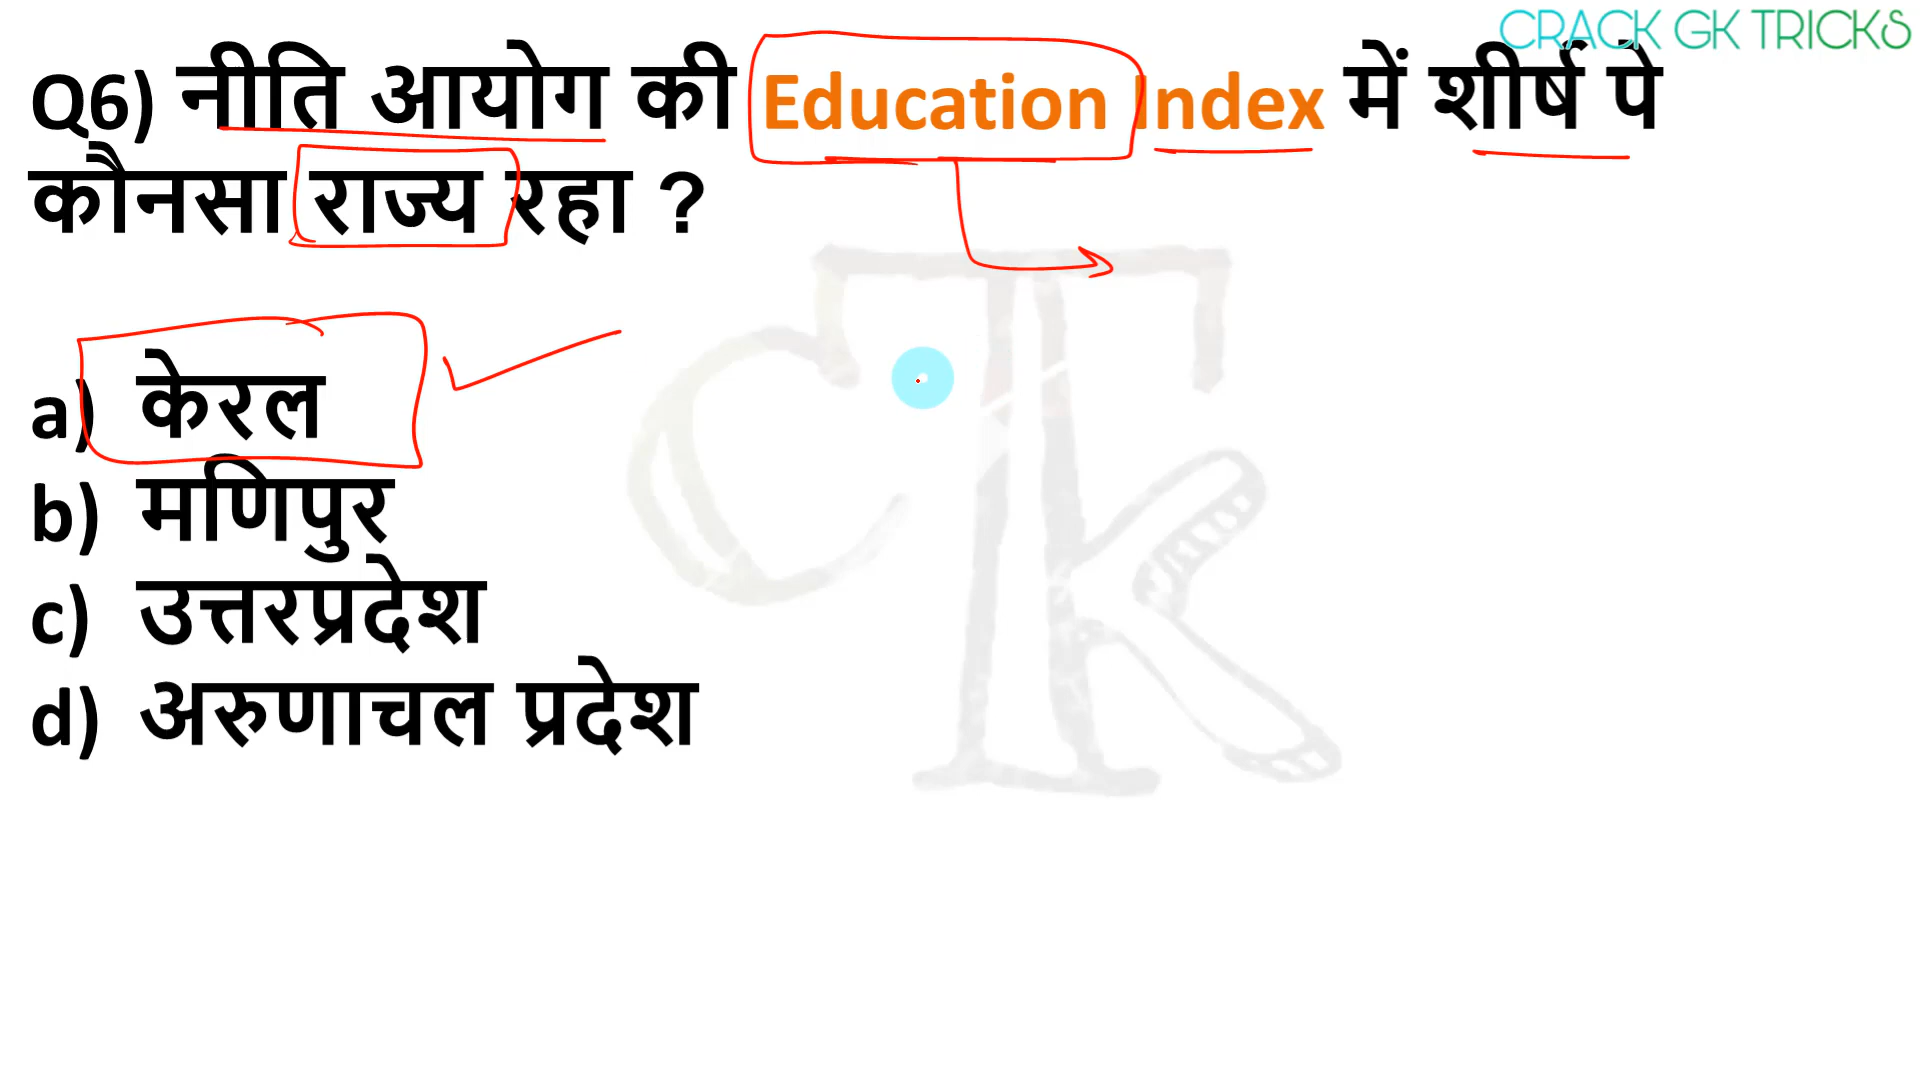 CRACK GK TRICKS
Q6) नीति आयोग की Education Index में शीर्ष पे
कौनसा राज्य रहा ?
a) केरल
b) मणिपुर
c) उत्तरप्रदेश
d) अरुणाचल प्रदेश